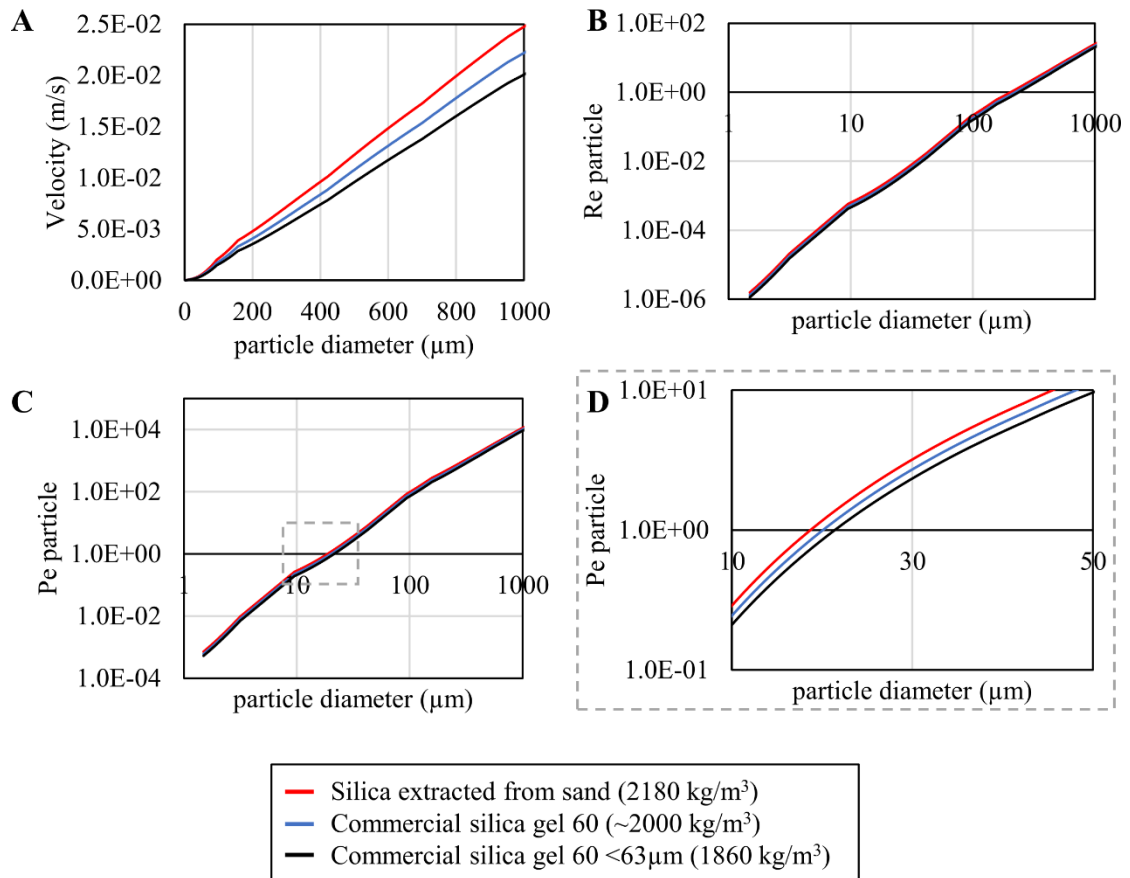 A
Velocity (m/s)
2.5E-02
2.0E-02
1.5E-02
1.0E-02
5.0E-03
0.0E+00
0 200 400 600 800 1000
particle diameter (µm)
B
Re particle
1.0E+02
1.0E+00
1.0E-02
1.0E-04
1.0E-06
1 10 100 1000
particle diameter (µm)
C
Pe particle
1.0E+04
1.0E+02
1.0E+00
1.0E-02
1.0E-04
1 10 100 1000
particle diameter (µm)
D
Pe particle
1.0E+01
1.0E+00
1.0E-01
10 30 50
particle diameter (µm)
Silica extracted from sand (2180 kg/m³)
Commercial silica gel 60 (~2000 kg/m³)
Commercial silica gel 60 <63µm (1860 kg/m³)